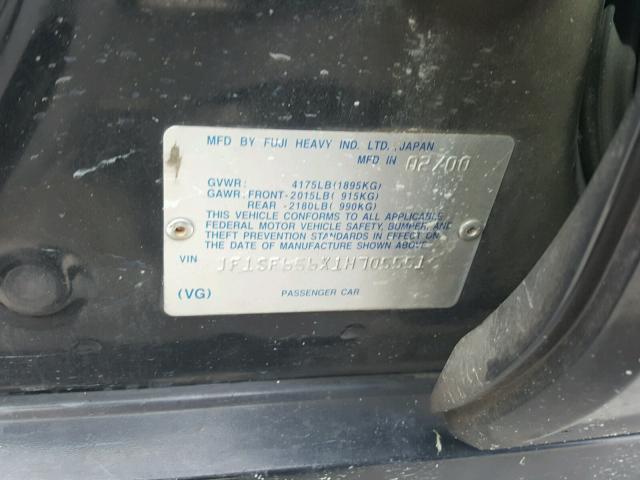 MFD BY FUJI HEAVY IND. LTD., JAPAN
MFD IN 02/00
GVWR: 4175LB(1895KG)
GAWR: FRONT-2015LB( 915KG)
REAR -2180LB( 990KG)
THIS VEHICLE CONFORMS TO ALL APPLICABLE
FEDERAL MOTOR VEHICLE SAFETY, BUMPER, AND
THEFT PREVENTION STANDARDS IN EFFECT ON
THE DATE OF MANUFACTURE SHOWN ABOVE.
VIN
(VG) PASSENGER CAR